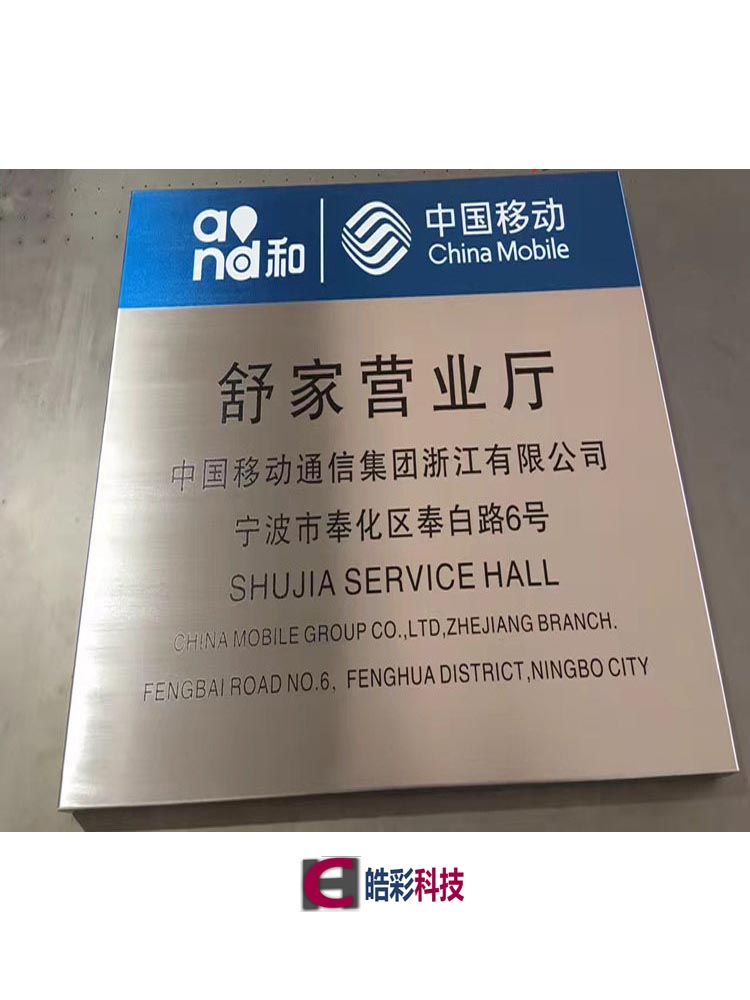 and和 中国移动
China Mobile
舒家营业厅
中国移动通信集团浙江有限公司
宁波市奉化区奉白路6号
SHUJIA SERVICE HALL
CHINA MOBILE GROUP CO.,LTD,ZHEJIANG BRANCH.
FENGBAI ROAD NO.6, FENGHUA DISTRICT,NINGBO CITY
皓彩科技